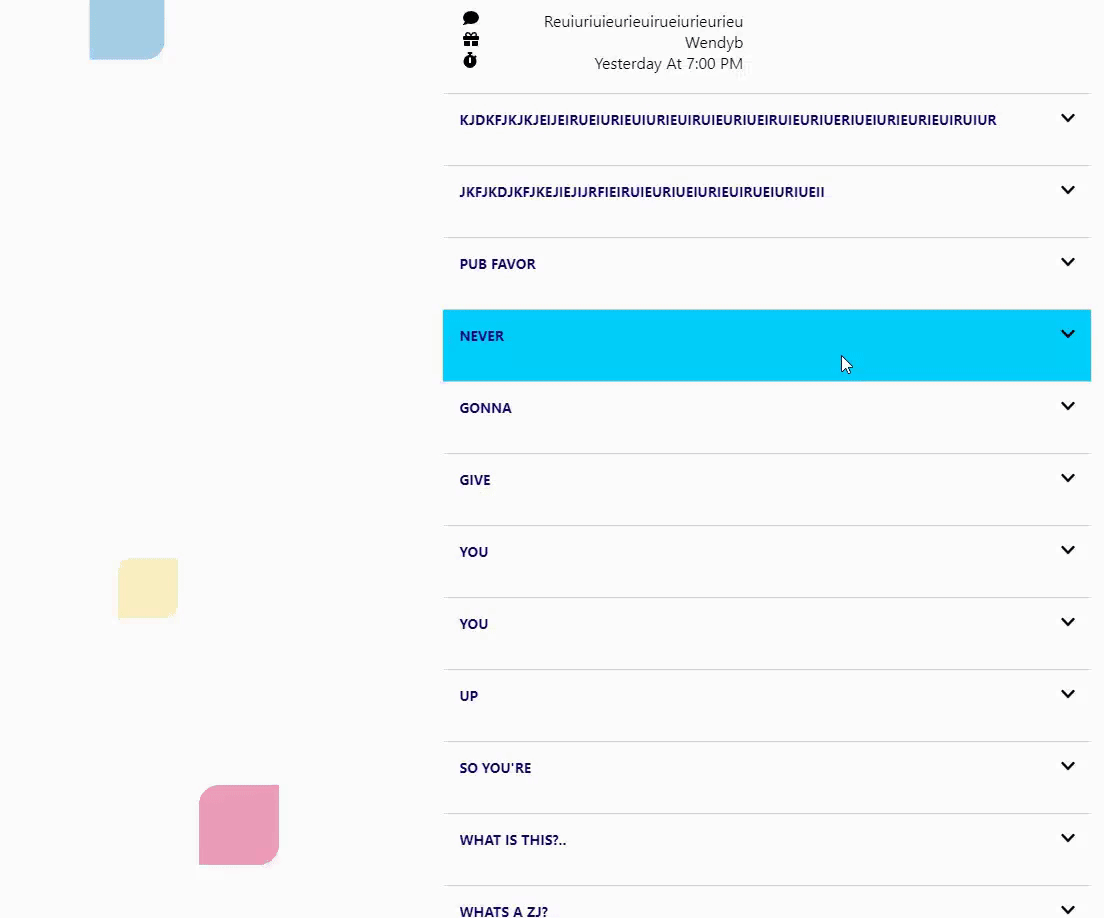 Reuiuriuieurieuirueiurieurieu
Wendyb
Yesterday At 7:00 PM
KJDKFJKJKJEIJEIRUEIURIEUIURIEUIRUIEURIUEIRUIEURIUERIUEIURIEURIEUIRUIUR
JKFJKDJKFJKEJIEJIJRFIEIRUIEURIUEIURIEUIRUEIURIUEII
PUB FAVOR
NEVER
GONNA
GIVE
YOU
YOU
UP
SO YOU'RE
WHAT IS THIS?..
WHATS A ZJ?